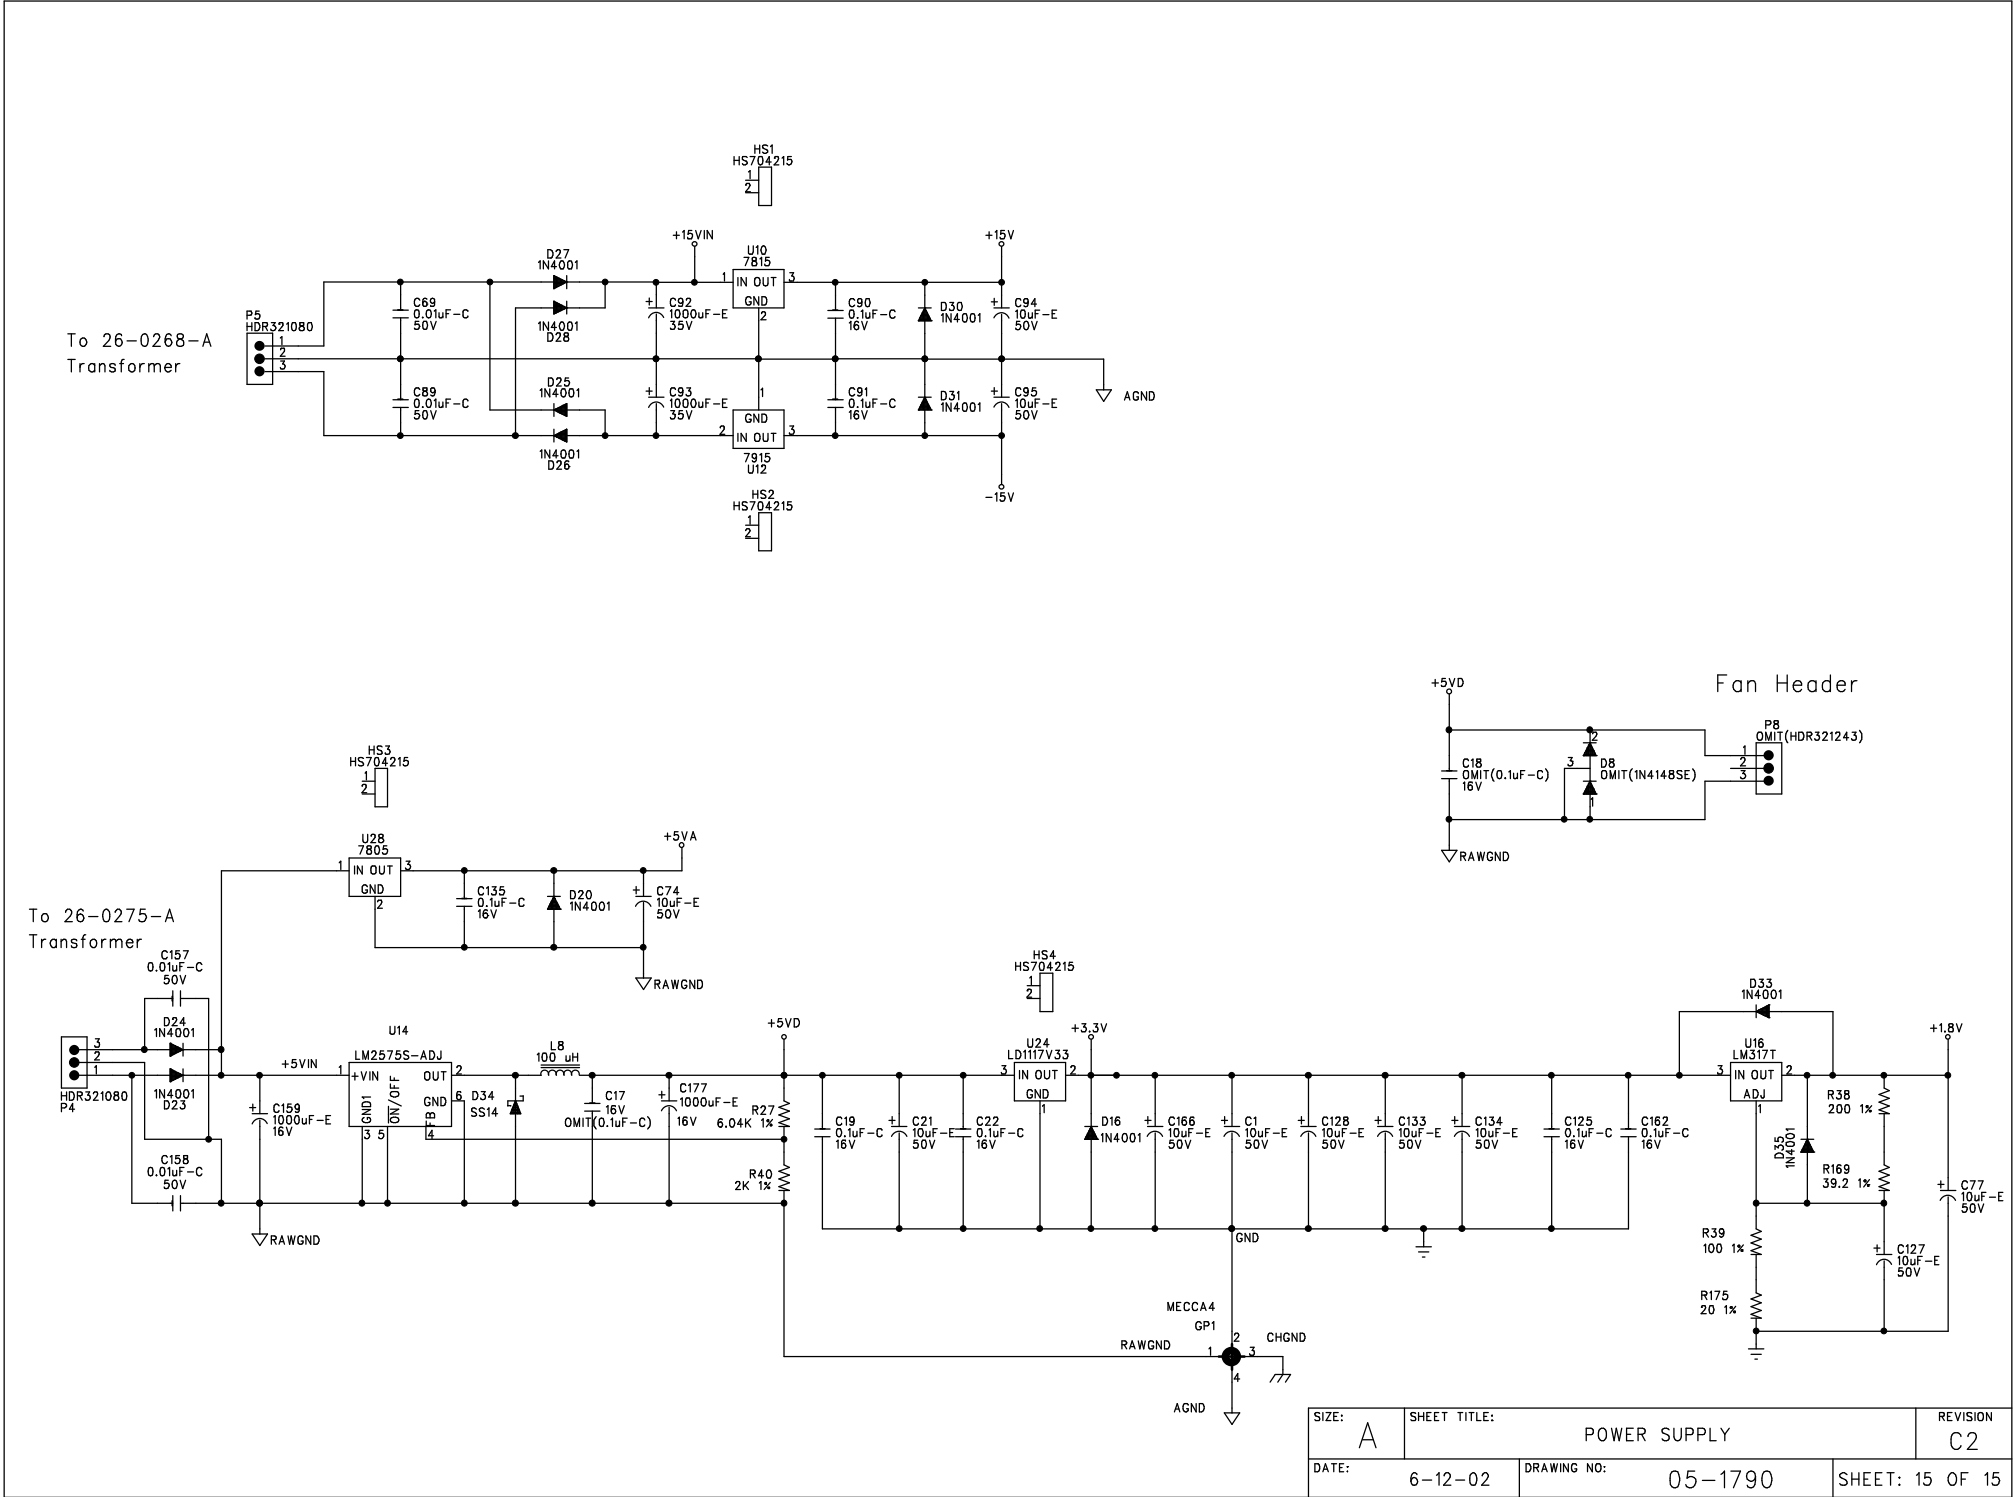 HS1
HS704215
1
2
+15VIN
+15V
D27
1N4001
U10
7815
1 IN OUT 3
GND
2
C69
0.01uF-C
50V
1N4001
D28
+ C92
1000uF-E
35V
C90
0.1uF-C
16V
D30
1N4001
+ C94
10uF-E
50V
P5
HDR321080
1
2
3
To 26-0268-A
Transformer
C89
0.01uF-C
50V
D25
1N4001
1N4001
D26
+ C93
1000uF-E
35V
1
GND
2 IN OUT 3
7915
U12
C91
0.1uF-C
16V
D31
1N4001
+ C95
10uF-E
50V
AGND
-15V
HS2
HS704215
1
2
Fan Header
+5VD
P8
OMIT(HDR321243)
1
2
3
C18
OMIT(0.1uF-C)
16V
2
3
1
D8
OMIT(1N4148SE)
RAWGND
HS3
HS704215
1
2
+5VA
U28
7805
1 IN OUT 3
GND
2
C135
0.1uF-C
16V
D20
1N4001
+ C74
10uF-E
50V
RAWGND
To 26-0275-A
Transformer
C157
0.01uF-C
50V
D24
1N4001
3
2
1
HDR321080
P4
1N4001
D23
C158
0.01uF-C
50V
+5VIN
+ C159
1000uF-E
16V
RAWGND
U14
LM2575S-ADJ
1 +VIN OUT 2
GND 6
GND1
ON/OFF
FB
3 5 4
D34
SS14
L8
100 uH
C17
16V
OMIT(0.1uF-C)
+ C177
1000uF-E
16V
+5VD
R27
6.04K 1%
R40
2K 1%
C19
0.1uF-C
16V
+ C21
10uF-E
50V
C22
0.1uF-C
16V
HS4
HS704215
1
2
U24
LD1117V33
3 IN OUT 2
GND
1
+3.3V
D16
1N4001
+ C166
10uF-E
50V
+ C1
10uF-E
50V
+ C128
10uF-E
50V
+ C133
10uF-E
50V
+ C134
10uF-E
50V
C125
0.1uF-C
16V
C162
0.1uF-C
16V
GND
D33
1N4001
U16
LM317T
3 IN OUT 2
ADJ
1
+1.8V
R38
200 1%
D35
1N4001
R169
39.2 1%
+ C77
10uF-E
50V
R39
100 1%
+ C127
10uF-E
50V
R175
20 1%
MECCA4
GP1
RAWGND
1
2
3
4
CHGND
AGND
SIZE:
A
SHEET TITLE:
POWER SUPPLY
REVISION
C2
DATE:
6-12-02
DRAWING NO:
05-1790
SHEET: 15 OF 15